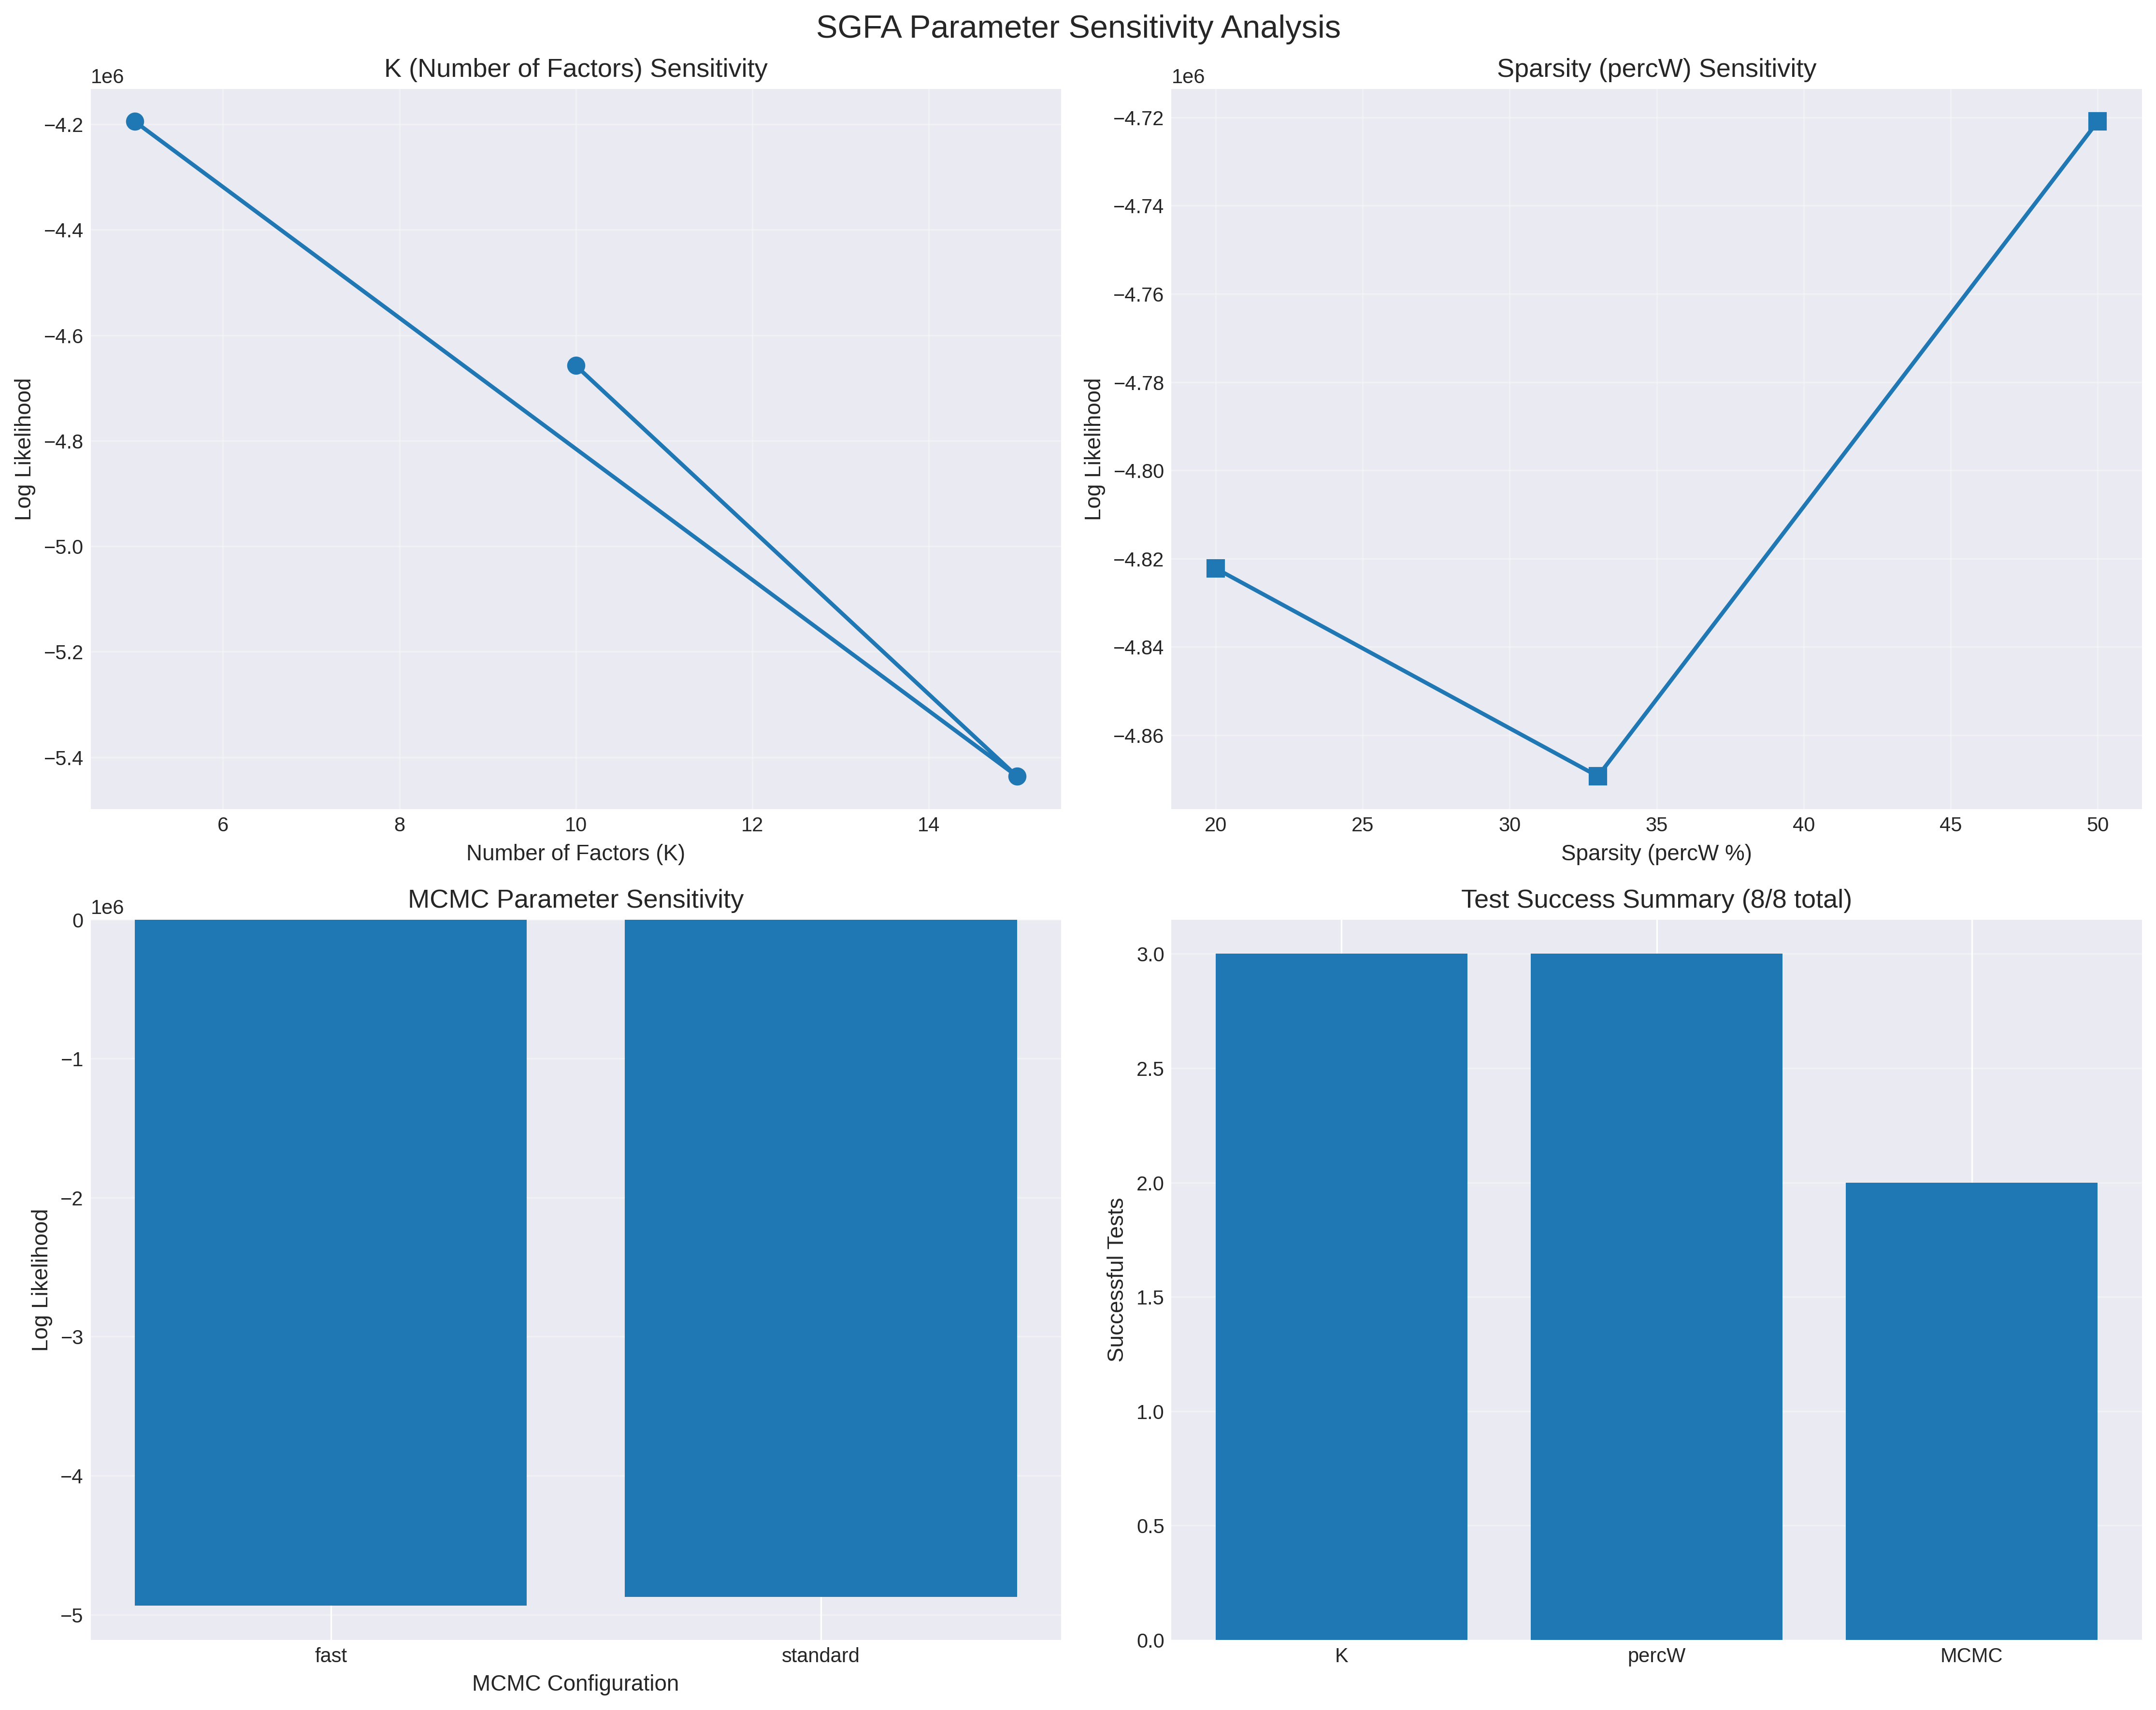 SGFA Parameter Sensitivity Analysis
K (Number of Factors) Sensitivity
1e6
−4.2
−4.4
−4.6
−4.8
−5.0
−5.2
−5.4
Log Likelihood
6 8 10 12 14
Number of Factors (K)
Sparsity (percW) Sensitivity
1e6
−4.72
−4.74
−4.76
−4.78
−4.80
−4.82
−4.84
−4.86
Log Likelihood
20 25 30 35 40 45 50
Sparsity (percW %)
MCMC Parameter Sensitivity
1e6
0
−1
−2
−3
−4
−5
Log Likelihood
fast standard
MCMC Configuration
Test Success Summary (8/8 total)
3.0
2.5
2.0
1.5
1.0
0.5
0.0
Successful Tests
K percW MCMC